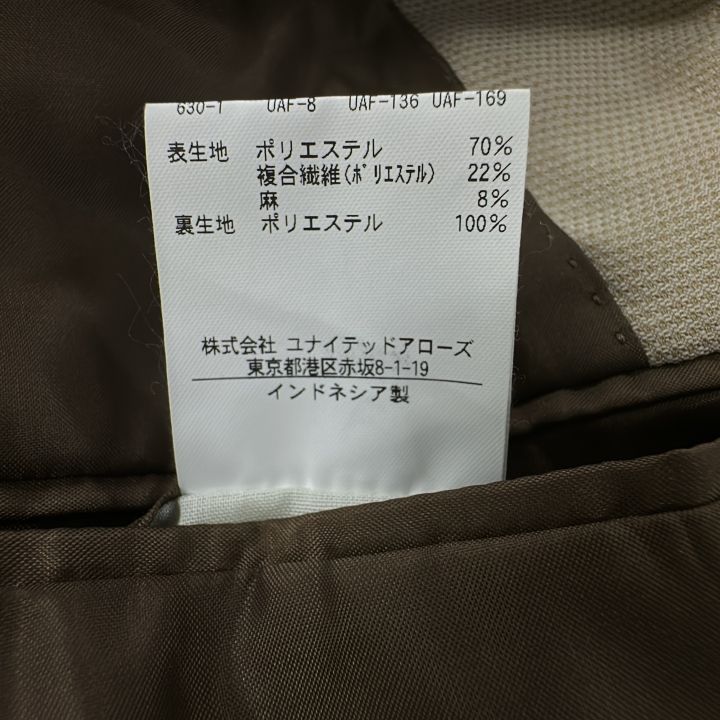 630-1 UAF-8 UAF-136 UAF-169
表生地 ポリエステル 70%
複合繊維(ポリエステル) 22%
麻 8%
裏生地 ポリエステル 100%
株式会社 ユナイテッドアローズ
東京都港区赤坂8-1-19
インドネシア製